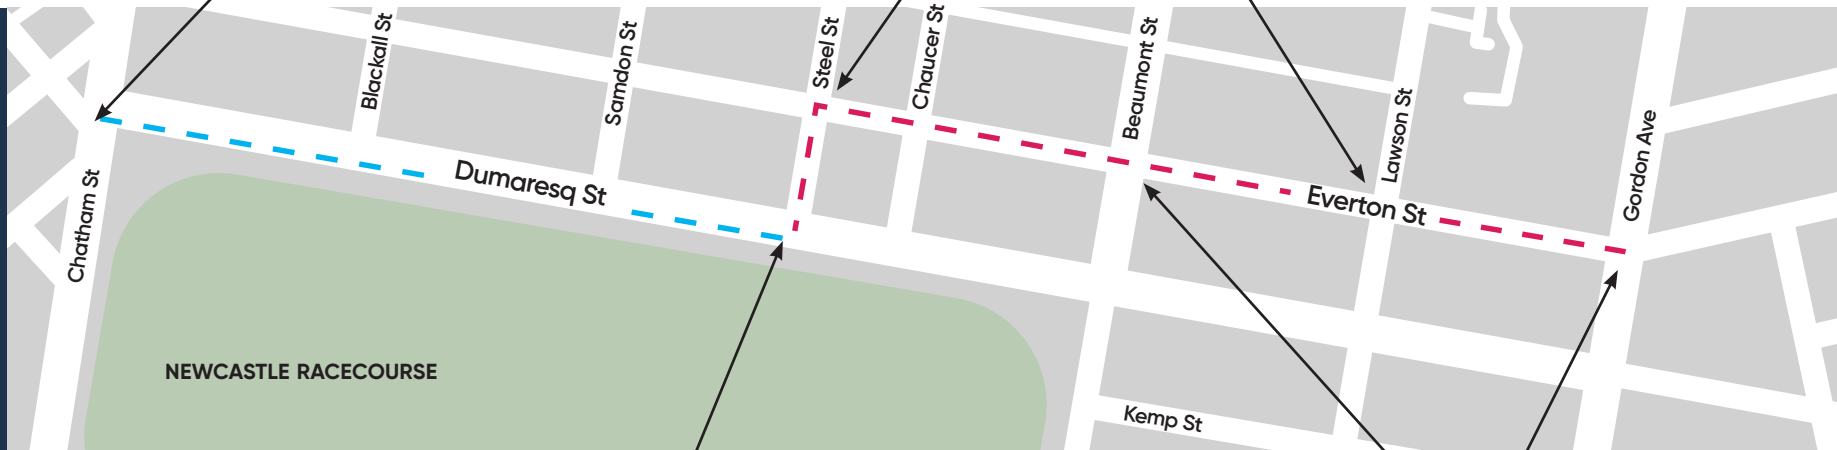 Blackall St
Samdon St
Steel St
Chaucer St
Beaumont St
Lawson St
Gordon Ave
Chatham St
Dumaresq St
Everton St
NEWCASTLE RACECOURSE
Kemp St